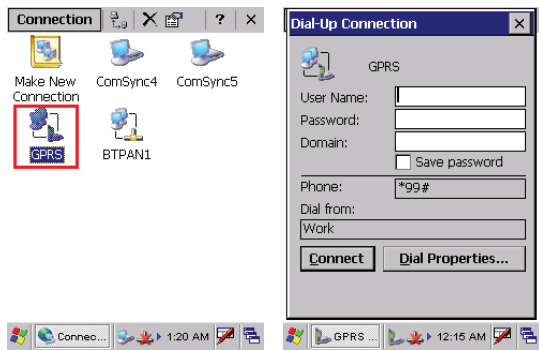 Connection
?
×
Make New
Connection
ComSync4
ComSync5
GPRS
BTPAN1
Connec...
1:20 AM
Dial-Up Connection
×
GPRS
User Name:
Password:
Domain:
Save password
Phone:
*99#
Dial from:
Work
Connect
Dial Properties...
GPRS ...
12:15 AM